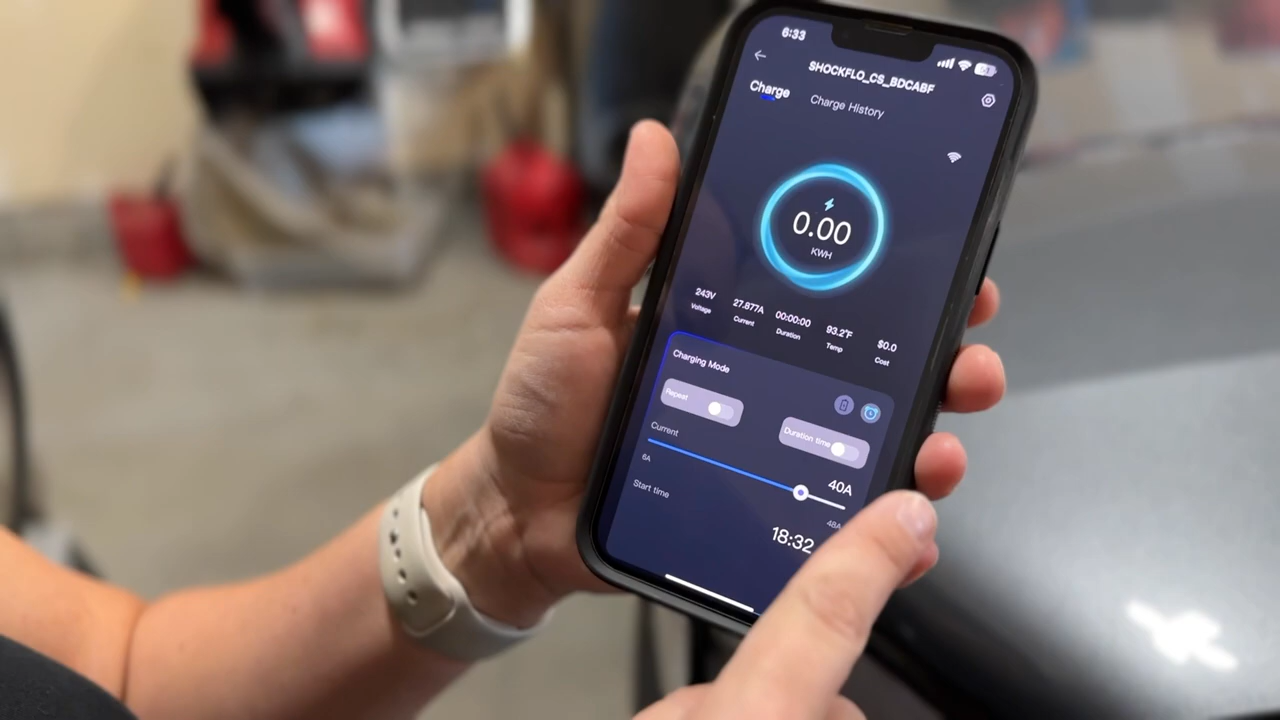 6:33
SHOCKFLO_CS_BDCABF
Charge Charge History
0.00
KWH
243V 27.877A 00:00:00 93.2°F $0.0
Voltage Current Duration Temp Cost
Charging Mode
Repeat Duration time
Current
40A
6A 48A
Start time
18:32